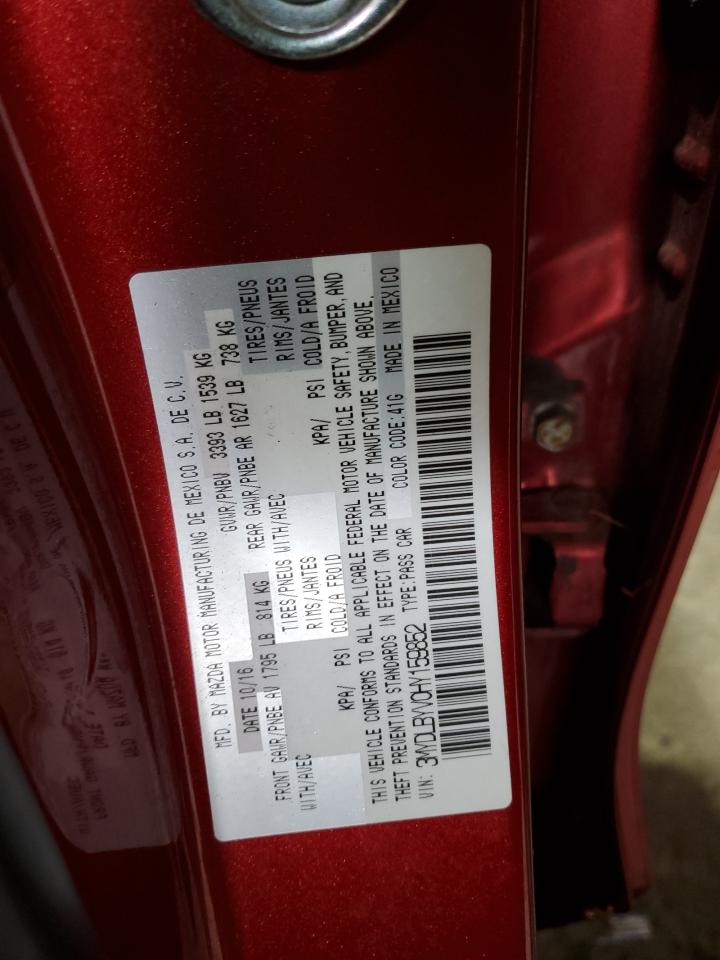 MFD. BY MAZDA MOTOR MANUFACTURING DE MEXICO S.A. DE C.V.
DATE 10/16 GVWR/PNBV 3393 LB 1539 KG
FRONT GAWR/PNBE AV 1795 LB 814 KG REAR GAWR/PNBE AR 1627 LB 738 KG
WITH/AVEC TIRES/PNEUS WITH/AVEC TIRES/PNEUS
RIMS/JANTES RIMS/JANTES
KPA/ PSI COLD/A FROID KPA/ PSI COLD/A FROID
THIS VEHICLE CONFORMS TO ALL APPLICABLE FEDERAL MOTOR VEHICLE SAFETY, BUMPER, AND
THEFT PREVENTION STANDARDS IN EFFECT ON THE DATE OF MANUFACTURE SHOWN ABOVE.
VIN: 3MYDLBYV0HY159852 TYPE:PASS CAR COLOR CODE:41G MADE IN MEXICO